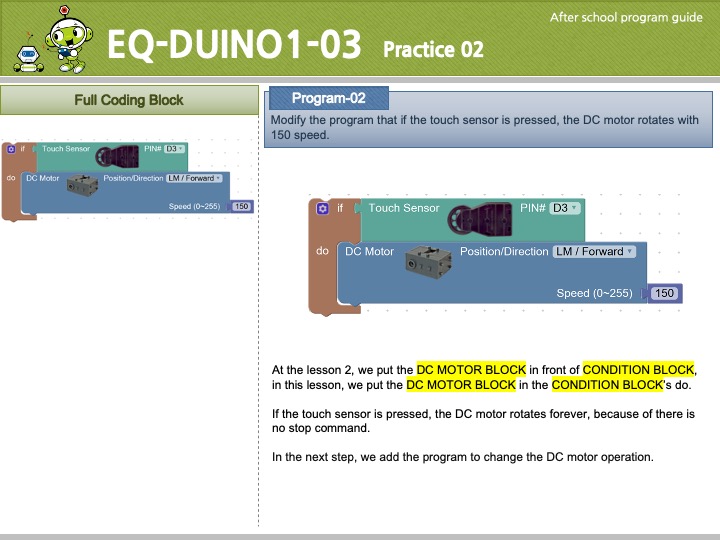 After school program guide
EQ-DUINO1-03 Practice 02
Full Coding Block
if Touch Sensor PIN# D3
do DC Motor Position/Direction LM / Forward
Speed (0~255) 150
Program-02
Modify the program that if the touch sensor is pressed, the DC motor rotates with
150 speed.
if Touch Sensor PIN# D3
do DC Motor Position/Direction LM / Forward
Speed (0~255) 150
At the lesson 2, we put the DC MOTOR BLOCK in front of CONDITION BLOCK,
in this lesson, we put the DC MOTOR BLOCK in the CONDITION BLOCK's do.
If the touch sensor is pressed, the DC motor rotates forever, because of there is
no stop command.
In the next step, we add the program to change the DC motor operation.